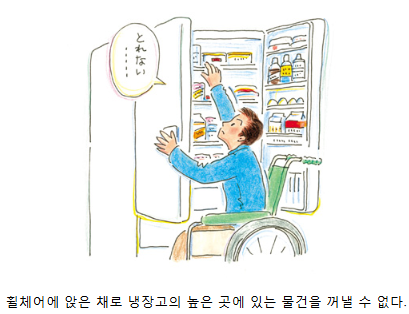 とれない
……
휠체어에 앉은 채로 냉장고의 높은 곳에 있는 물건을 꺼낼 수 없다.